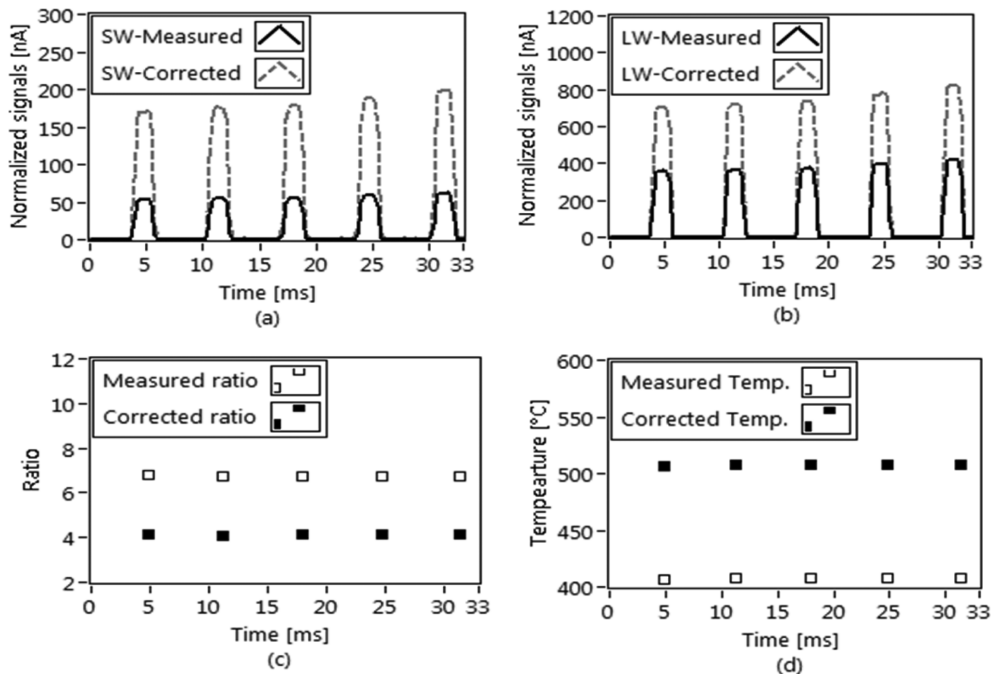 Normalized signals [nA]
SW-Measured
SW-Corrected
300
250
200
150
100
50
0
0 5 10 15 20 25 30 33
Time [ms]
(a)
Normalized signals [nA]
LW-Measured
LW-Corrected
1200
1000
800
600
400
200
0
0 5 10 15 20 25 30 33
Time [ms]
(b)
Ratio
Measured ratio
Corrected ratio
12
10
8
6
4
2
0 5 10 15 20 25 30 33
Time [ms]
(c)
Tempearture [°C]
Measured Temp.
Corrected Temp.
600
550
500
450
400
0 5 10 15 20 25 30 33
Time [ms]
(d)